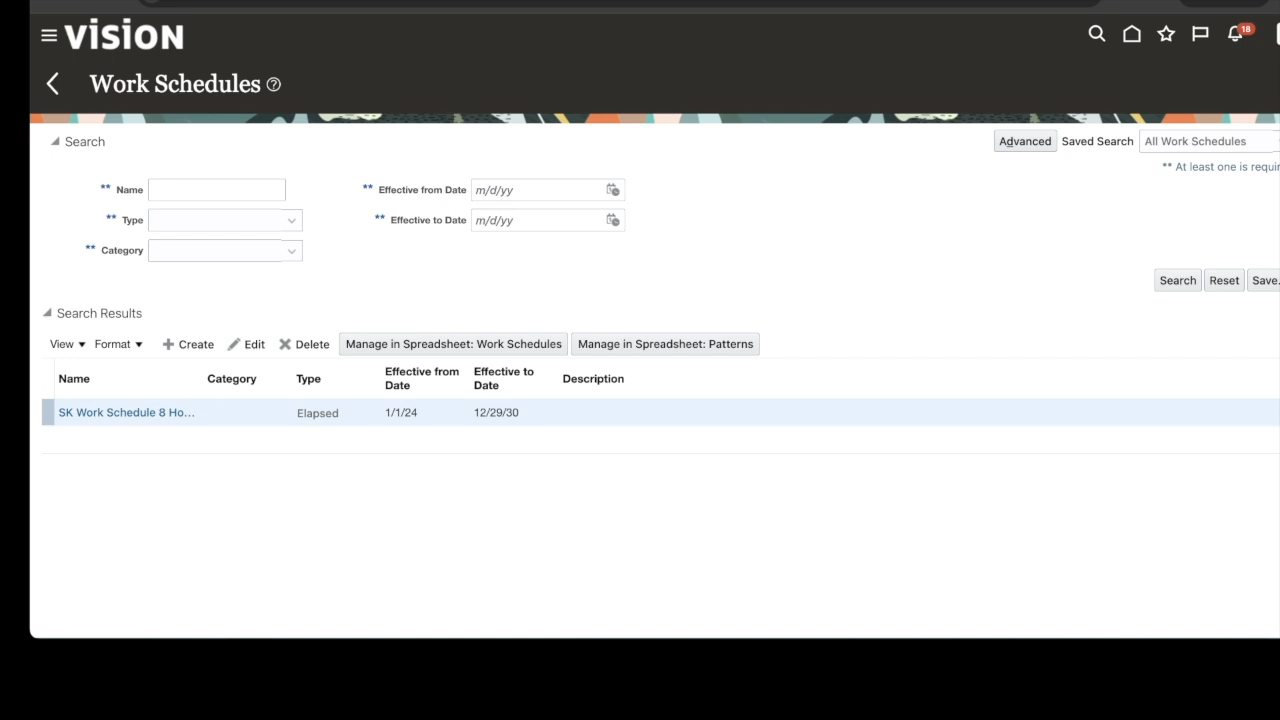 vision
18
Work Schedules
Search
Advanced Saved Search All Work Schedules
** At least one is
** Name
** Effective from Date m/d/yy
** Type
** Effective to Date m/d/yy
** Category
Search Reset Save.
Search Results
View Format Create Edit Delete Manage in Spreadsheet: Work Schedules Manage in Spreadsheet: Patterns
Name Category Type Effective from Date Effective to Date Description
SK Work Schedule 8 Ho... Elapsed 1/1/24 12/29/30